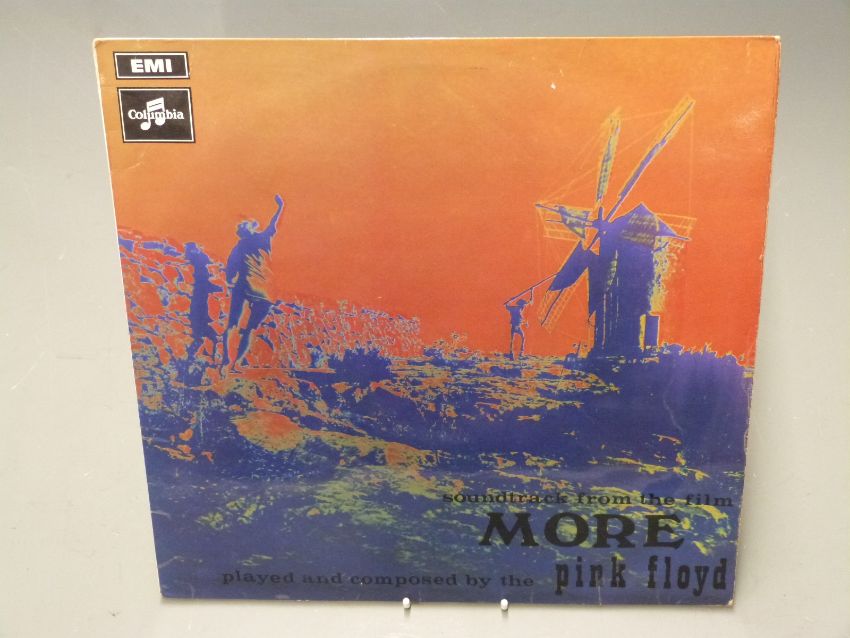 EMI
Columbia
soundtrack from the film
MORE
played and composed by the pink floyd